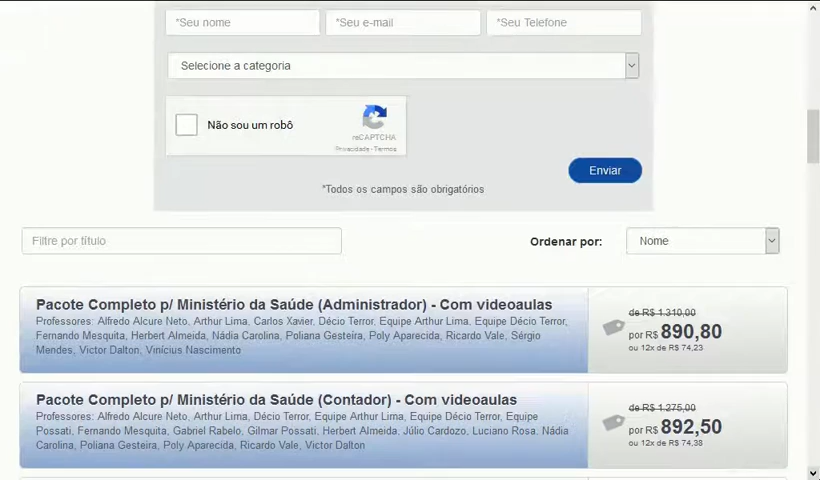 *Seu nome *Seu e-mail *Seu Telefone
Selecione a categoria
Não sou um robô
reCAPTCHA
Privacidade - Termos
Enviar
*Todos os campos são obrigatórios
Filtre por título Ordenar por: Nome
Pacote Completo p/ Ministério da Saúde (Administrador) - Com videoaulas
Professores: Alfredo Alcure Neto, Arthur Lima, Carlos Xavier, Décio Terror, Equipe Arthur Lima, Equipe Décio Terror,
Fernando Mesquita, Herbert Almeida, Nádia Carolina, Poliana Gesteira, Poly Aparecida, Ricardo Vale, Sérgio
Mendes, Victor Dalton, Vinícius Nascimento
de R$ 1.310,00
por R$ 890,80
ou 12x de R$ 74,23
Pacote Completo p/ Ministério da Saúde (Contador) - Com videoaulas
Professores: Alfredo Alcure Neto, Arthur Lima, Décio Terror, Equipe Arthur Lima, Equipe Décio Terror, Equipe
Possati, Fernando Mesquita, Gabriel Rabelo, Gilmar Possati, Herbert Almeida, Júlio Cardozo, Luciano Rosa, Nádia
Carolina, Poliana Gesteira, Poly Aparecida, Ricardo Vale, Victor Dalton
de R$ 1.275,00
por R$ 892,50
ou 12x de R$ 74,38